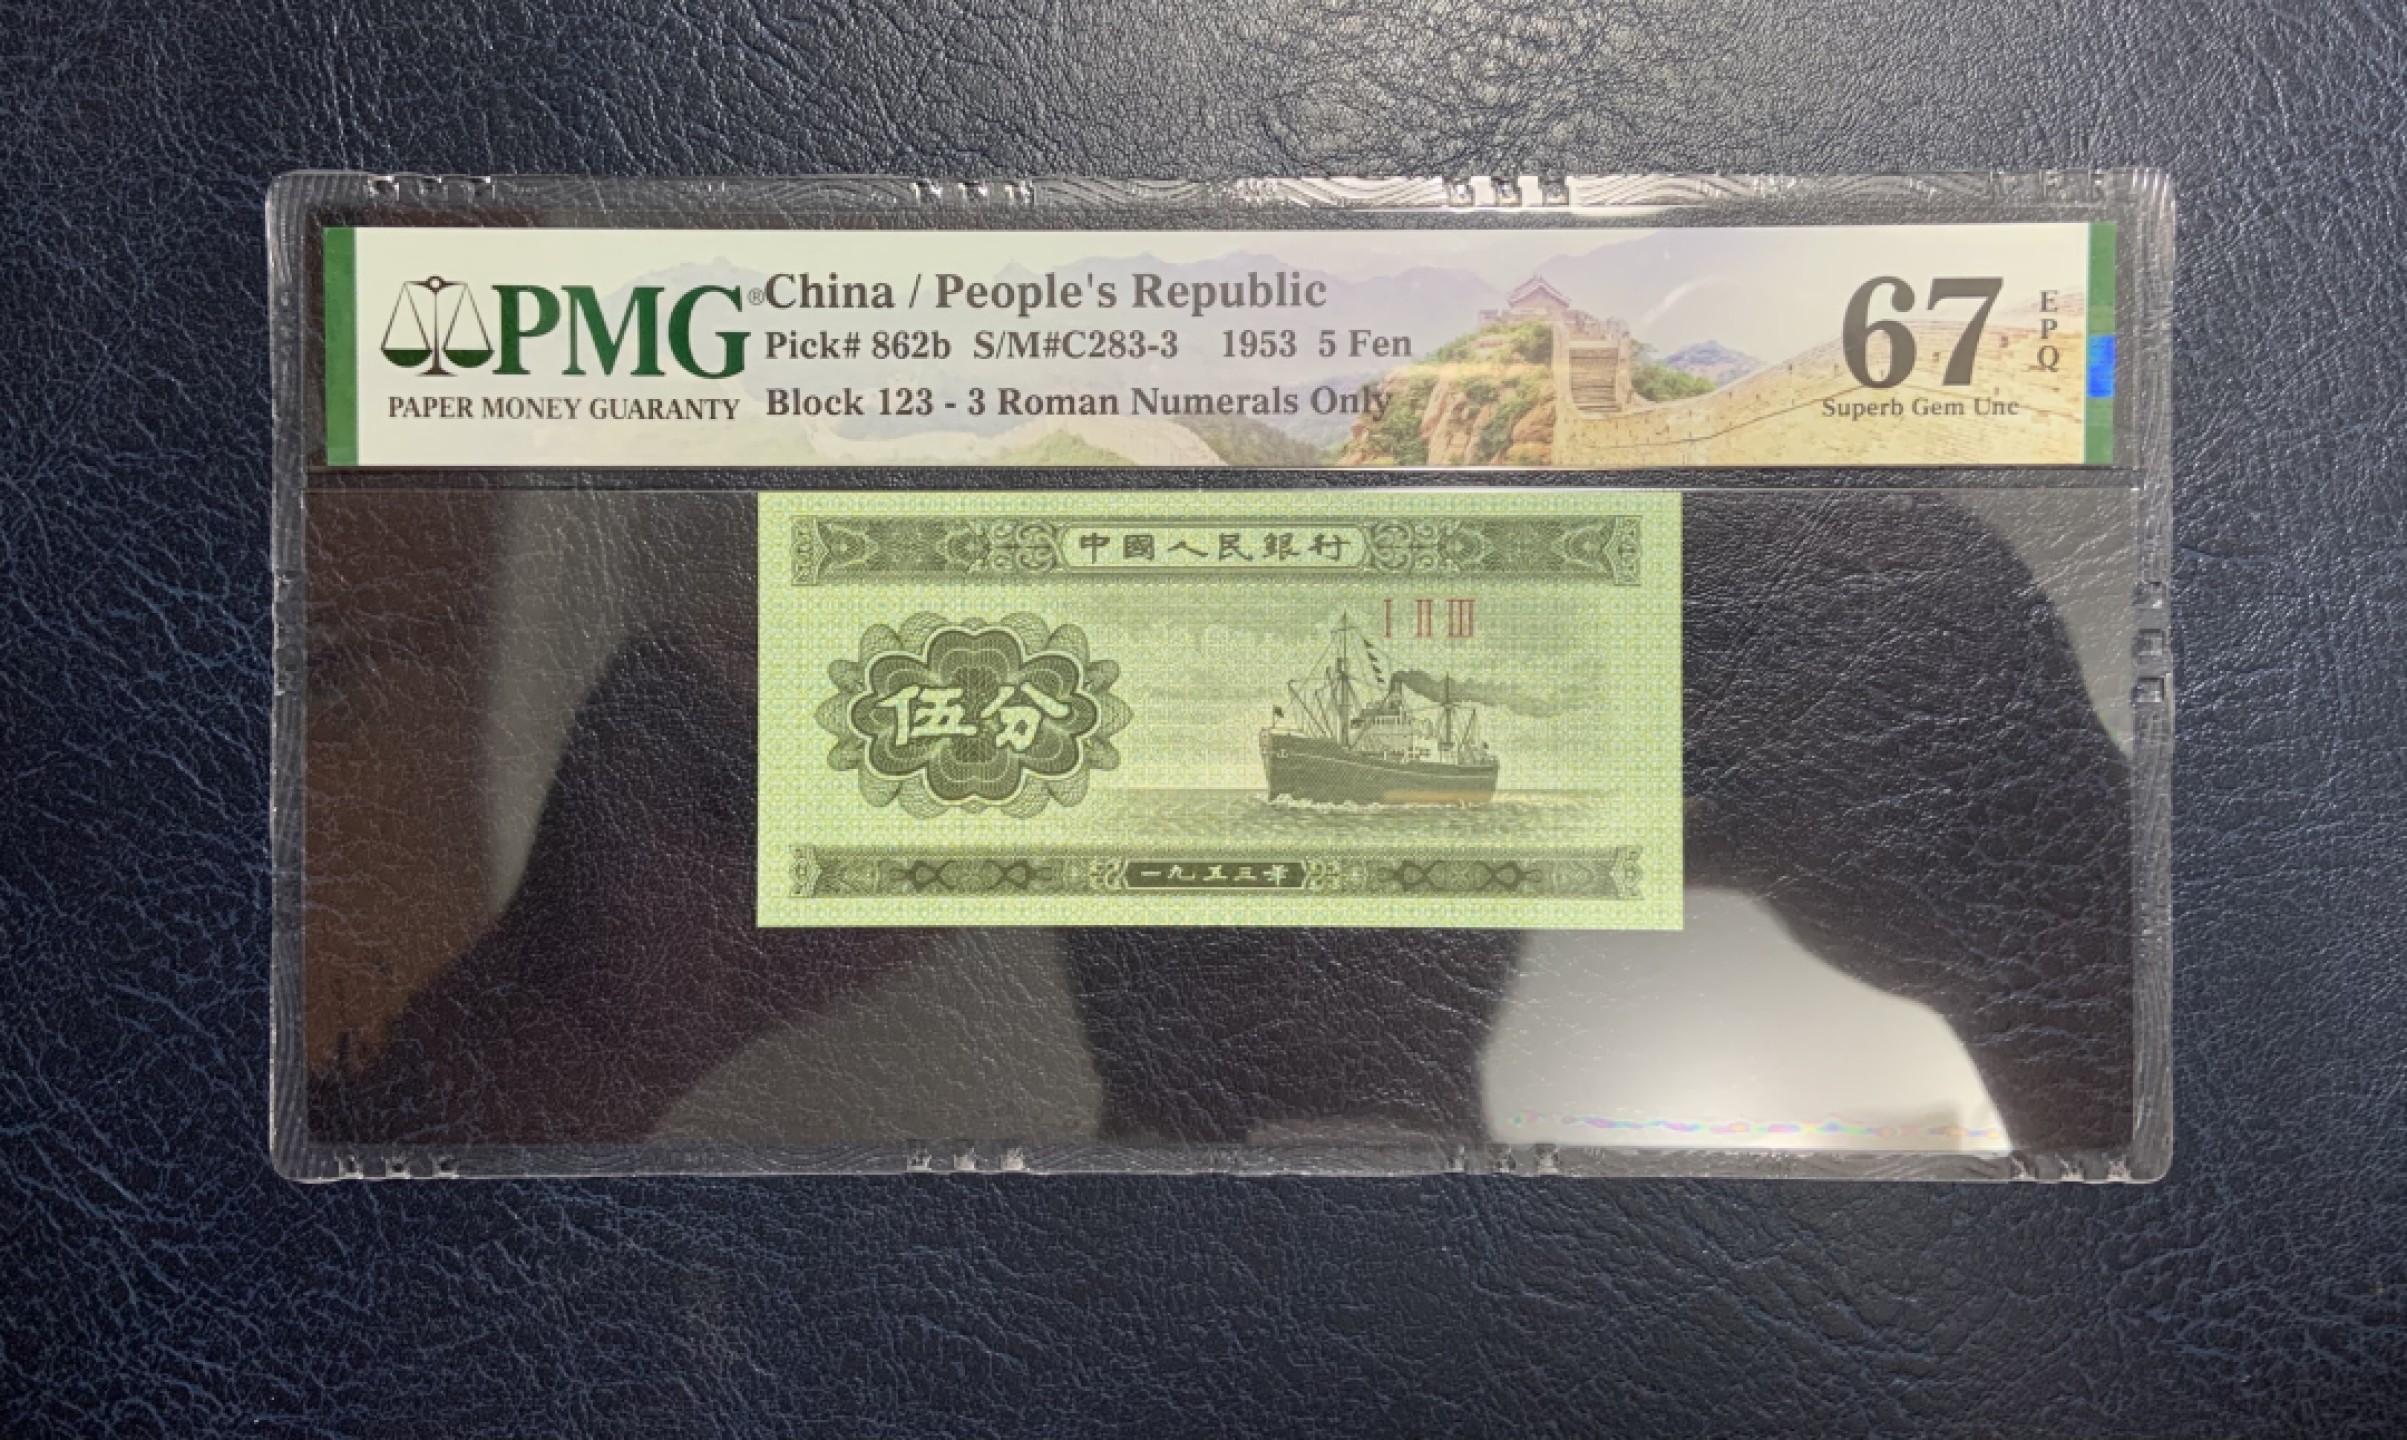 PMG®
PAPER MONEY GUARANTY
China / People's Republic
Pick# 862b S/M#C283-3 1953 5 Fen
Block 123 - 3 Roman Numerals Only
67
EPQ
Superb Gem Unc
中國人民銀行
I II III
伍分
一九五三年